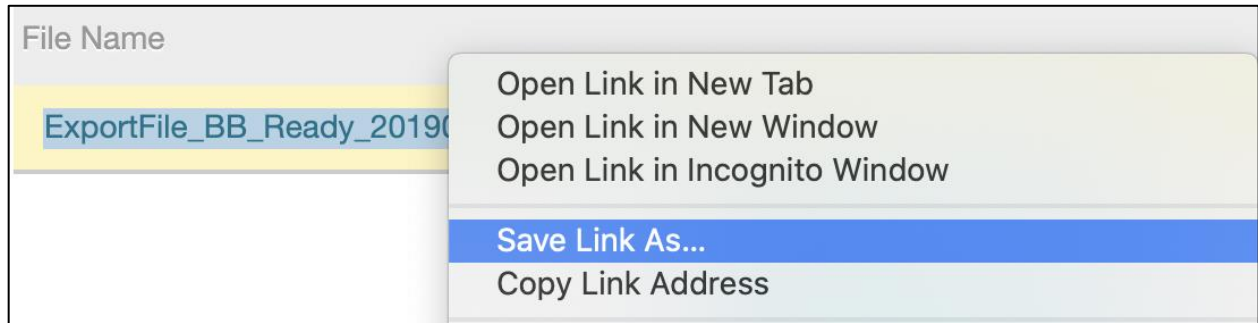 File Name
ExportFile_BB_Ready_2019
Open Link in New Tab
Open Link in New Window
Open Link in Incognito Window
Save Link As...
Copy Link Address